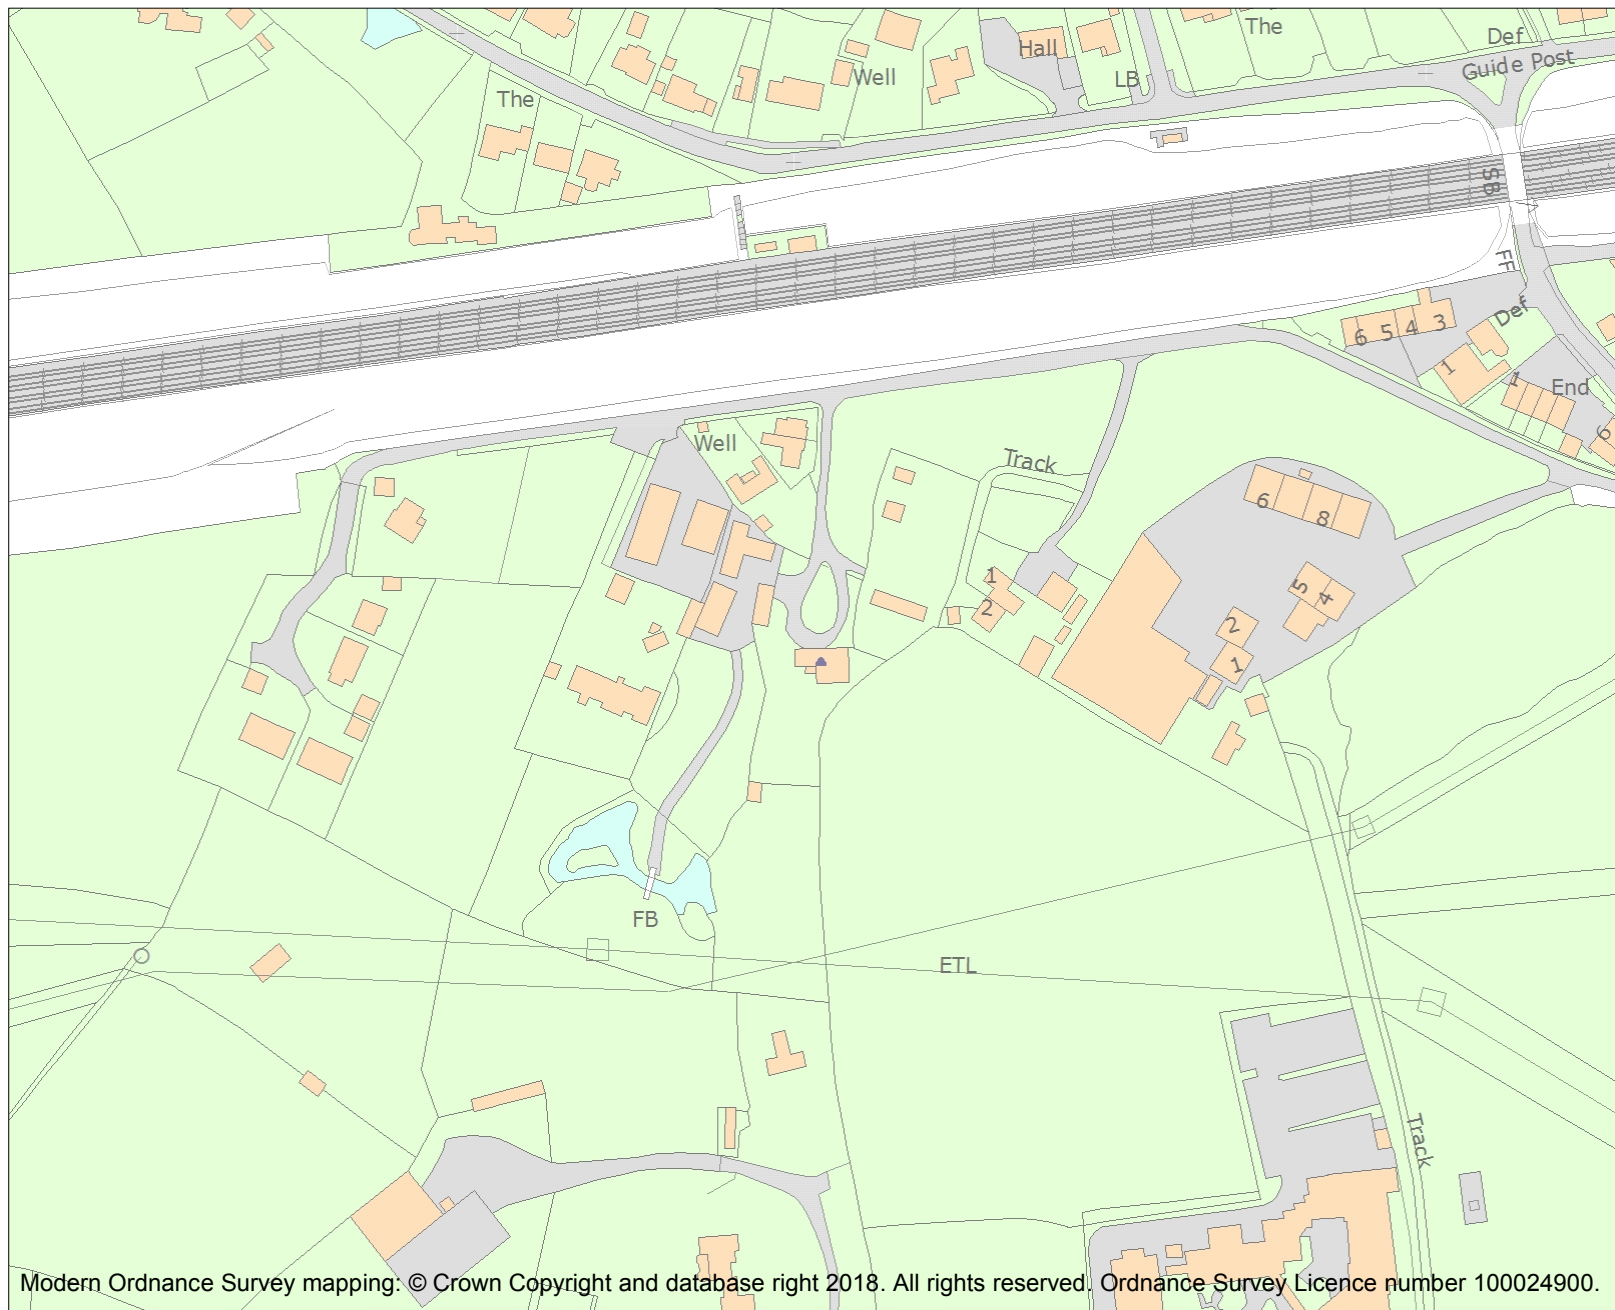 The
Def
Guide Post
Hall
LB
Well
The
SB
FF
Def
6 5 4 3
1
1
End
6
Well
Track
6
8
1
2
5
4
2
1
FB
ETL
Track
Modern Ordnance Survey mapping: © Crown Copyright and database right 2018. All rights reserved. Ordnance Survey Licence number 100024900.